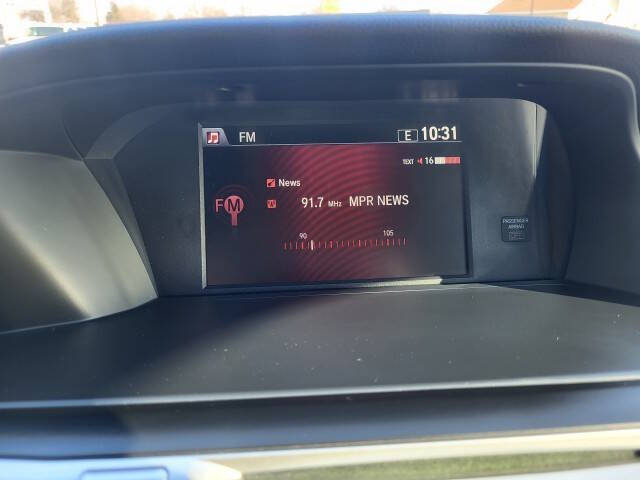 FM E 10:31
TEXT 16
News
FM 91.7 MHz MPR NEWS
90 105
PASSENGER
AIRBAG